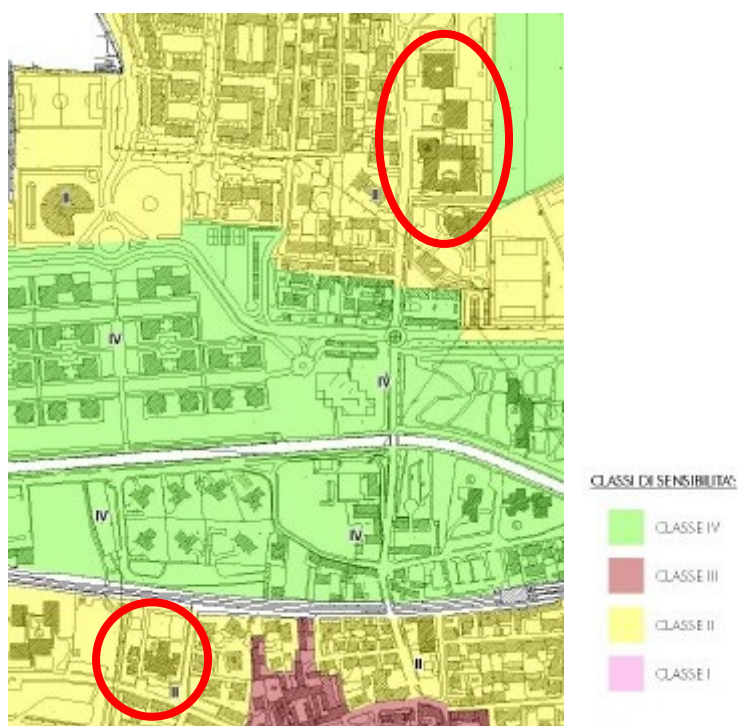 II
II
IV
IV
IV
IV
II
II
CLASSI DI SENSIBILITA':
CLASSE IV
CLASSE III
CLASSE II
CLASSE I